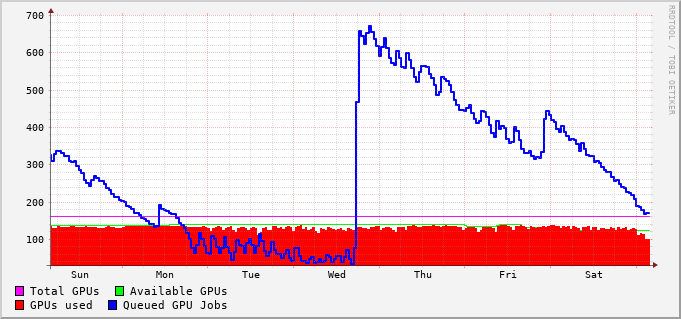 700
600
500
400
300
200
100
Sun Mon Tue Wed Thu Fri Sat
Total GPUs Available GPUs
GPUs used Queued GPU Jobs
RRDTOOL / TOBI OETIKER